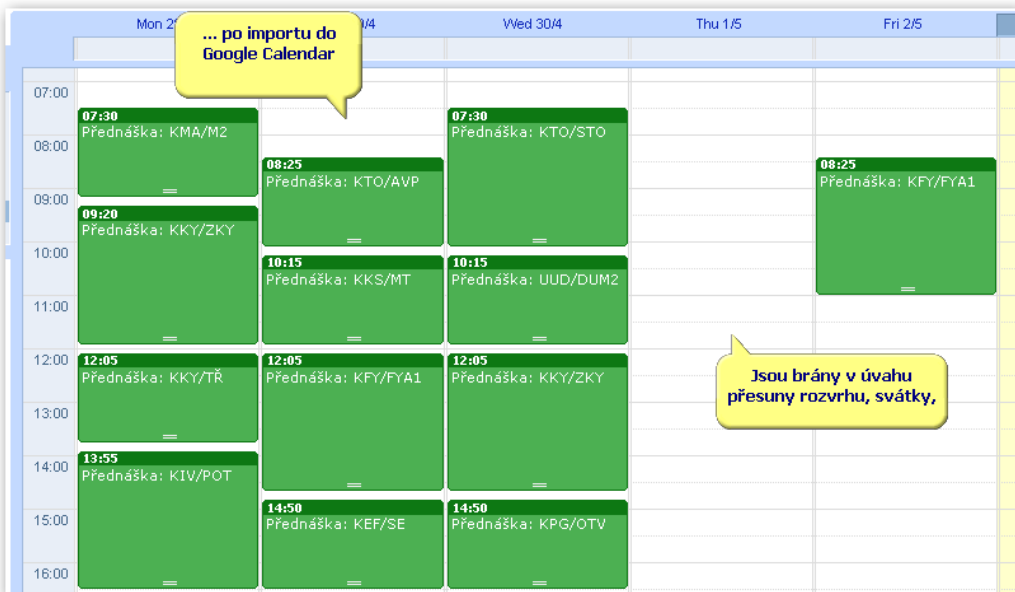 Mon 2
/4
Wed 30/4
Thu 1/5
Fri 2/5
... po importu do
Google Calendar
07:00
08:00
09:00
10:00
11:00
12:00
13:00
14:00
15:00
16:00
07:30
Přednáška: KMA/M2
09:20
Přednáška: KKY/ZKY
12:05
Přednáška: KKY/TŘ
13:55
Přednáška: KIV/POT
08:25
Přednáška: KTO/AVP
10:15
Přednáška: KKS/MT
12:05
Přednáška: KFY/FYA1
14:50
Přednáška: KEF/SE
07:30
Přednáška: KTO/STO
10:15
Přednáška: UUD/DUM2
12:05
Přednáška: KKY/ZKY
14:50
Přednáška: KPG/OTV
08:25
Přednáška: KFY/FYA1
Jsou brány v úvahu
přesuny rozvrhu, svátky,